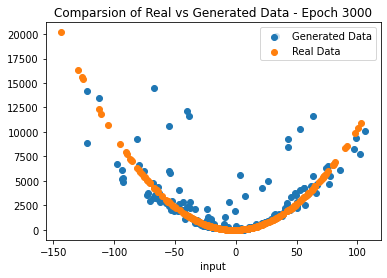 Comparsion of Real vs Generated Data - Epoch 3000
Generated Data
Real Data
20000
17500
15000
12500
10000
7500
5000
2500
0
−150 −100 −50 0 50 100
input